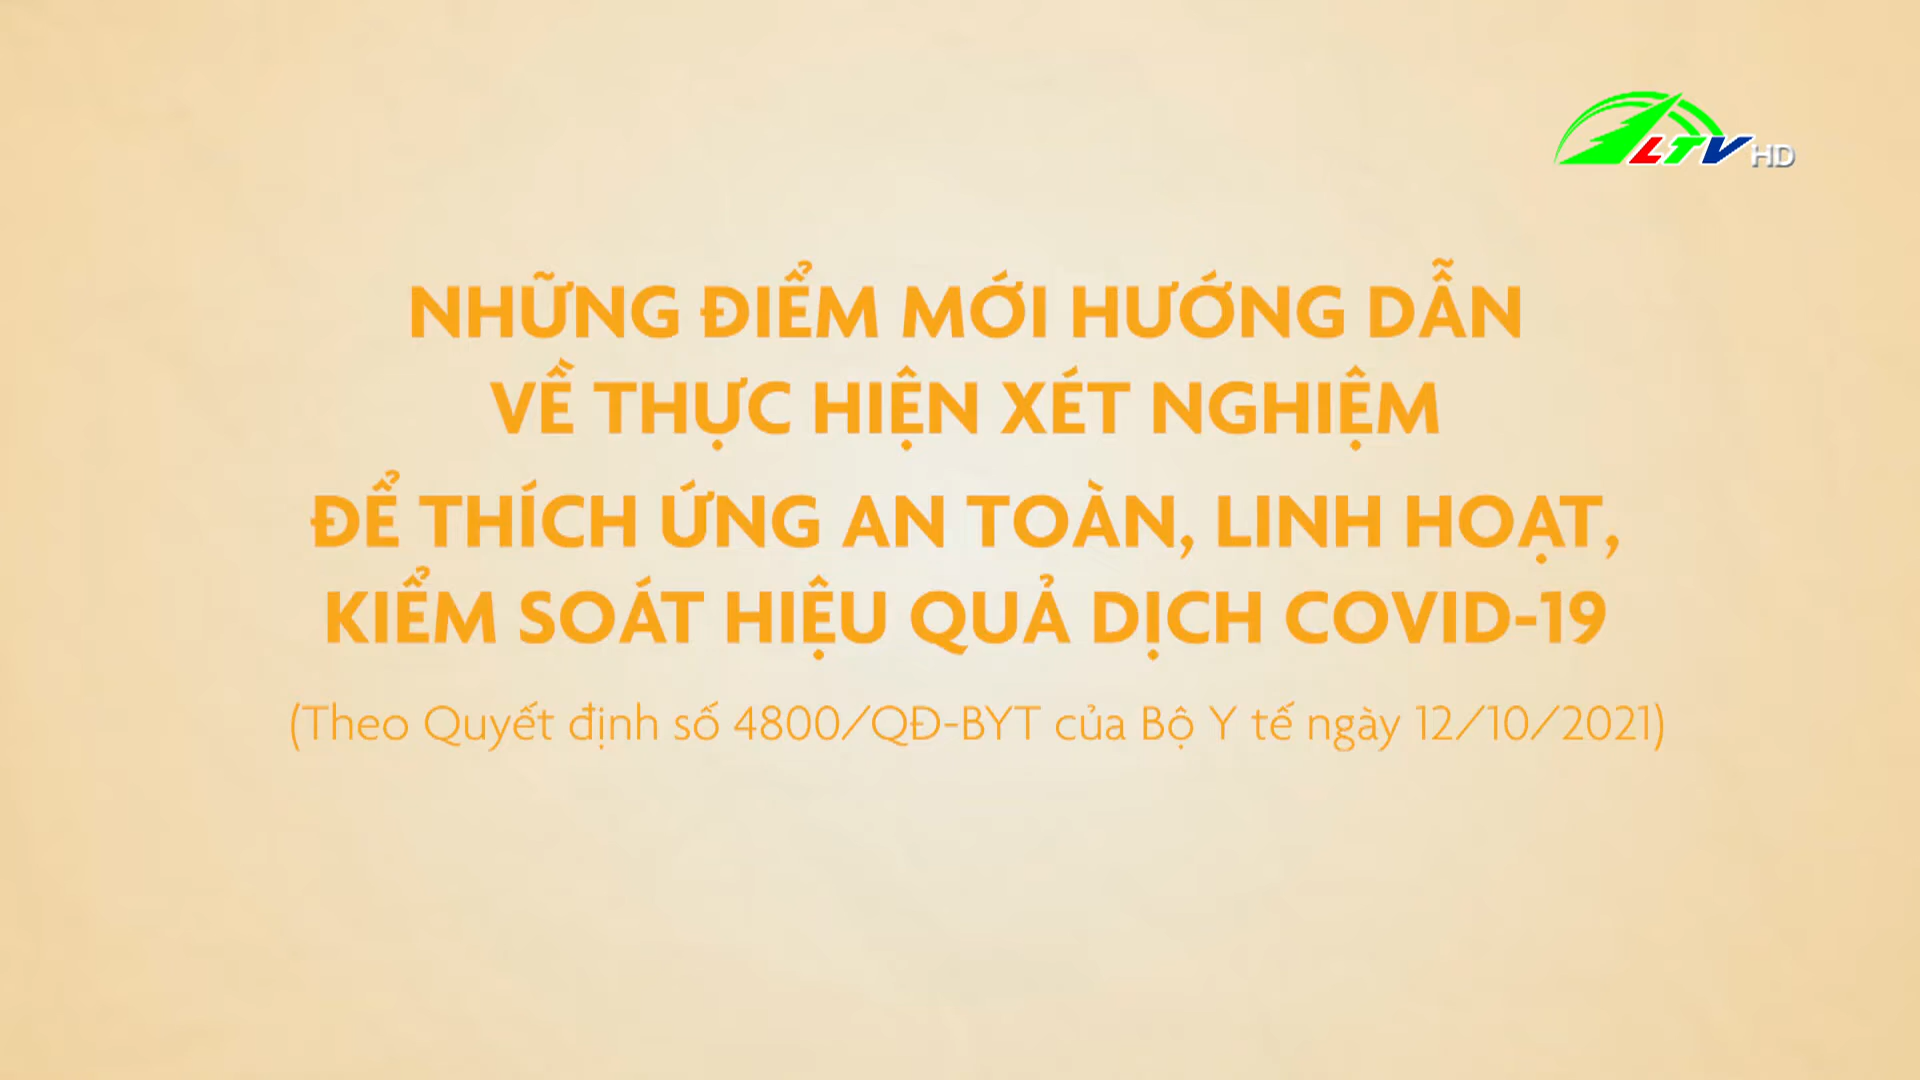 LTV HD
NHỮNG ĐIỂM MỚI HƯỚNG DẪN
VỀ THỰC HIỆN XÉT NGHIỆM
ĐỂ THÍCH ỨNG AN TOÀN, LINH HOẠT,
KIỂM SOÁT HIỆU QUẢ DỊCH COVID-19
(Theo Quyết định số 4800/QĐ-BYT của Bộ Y tế ngày 12/10/2021)